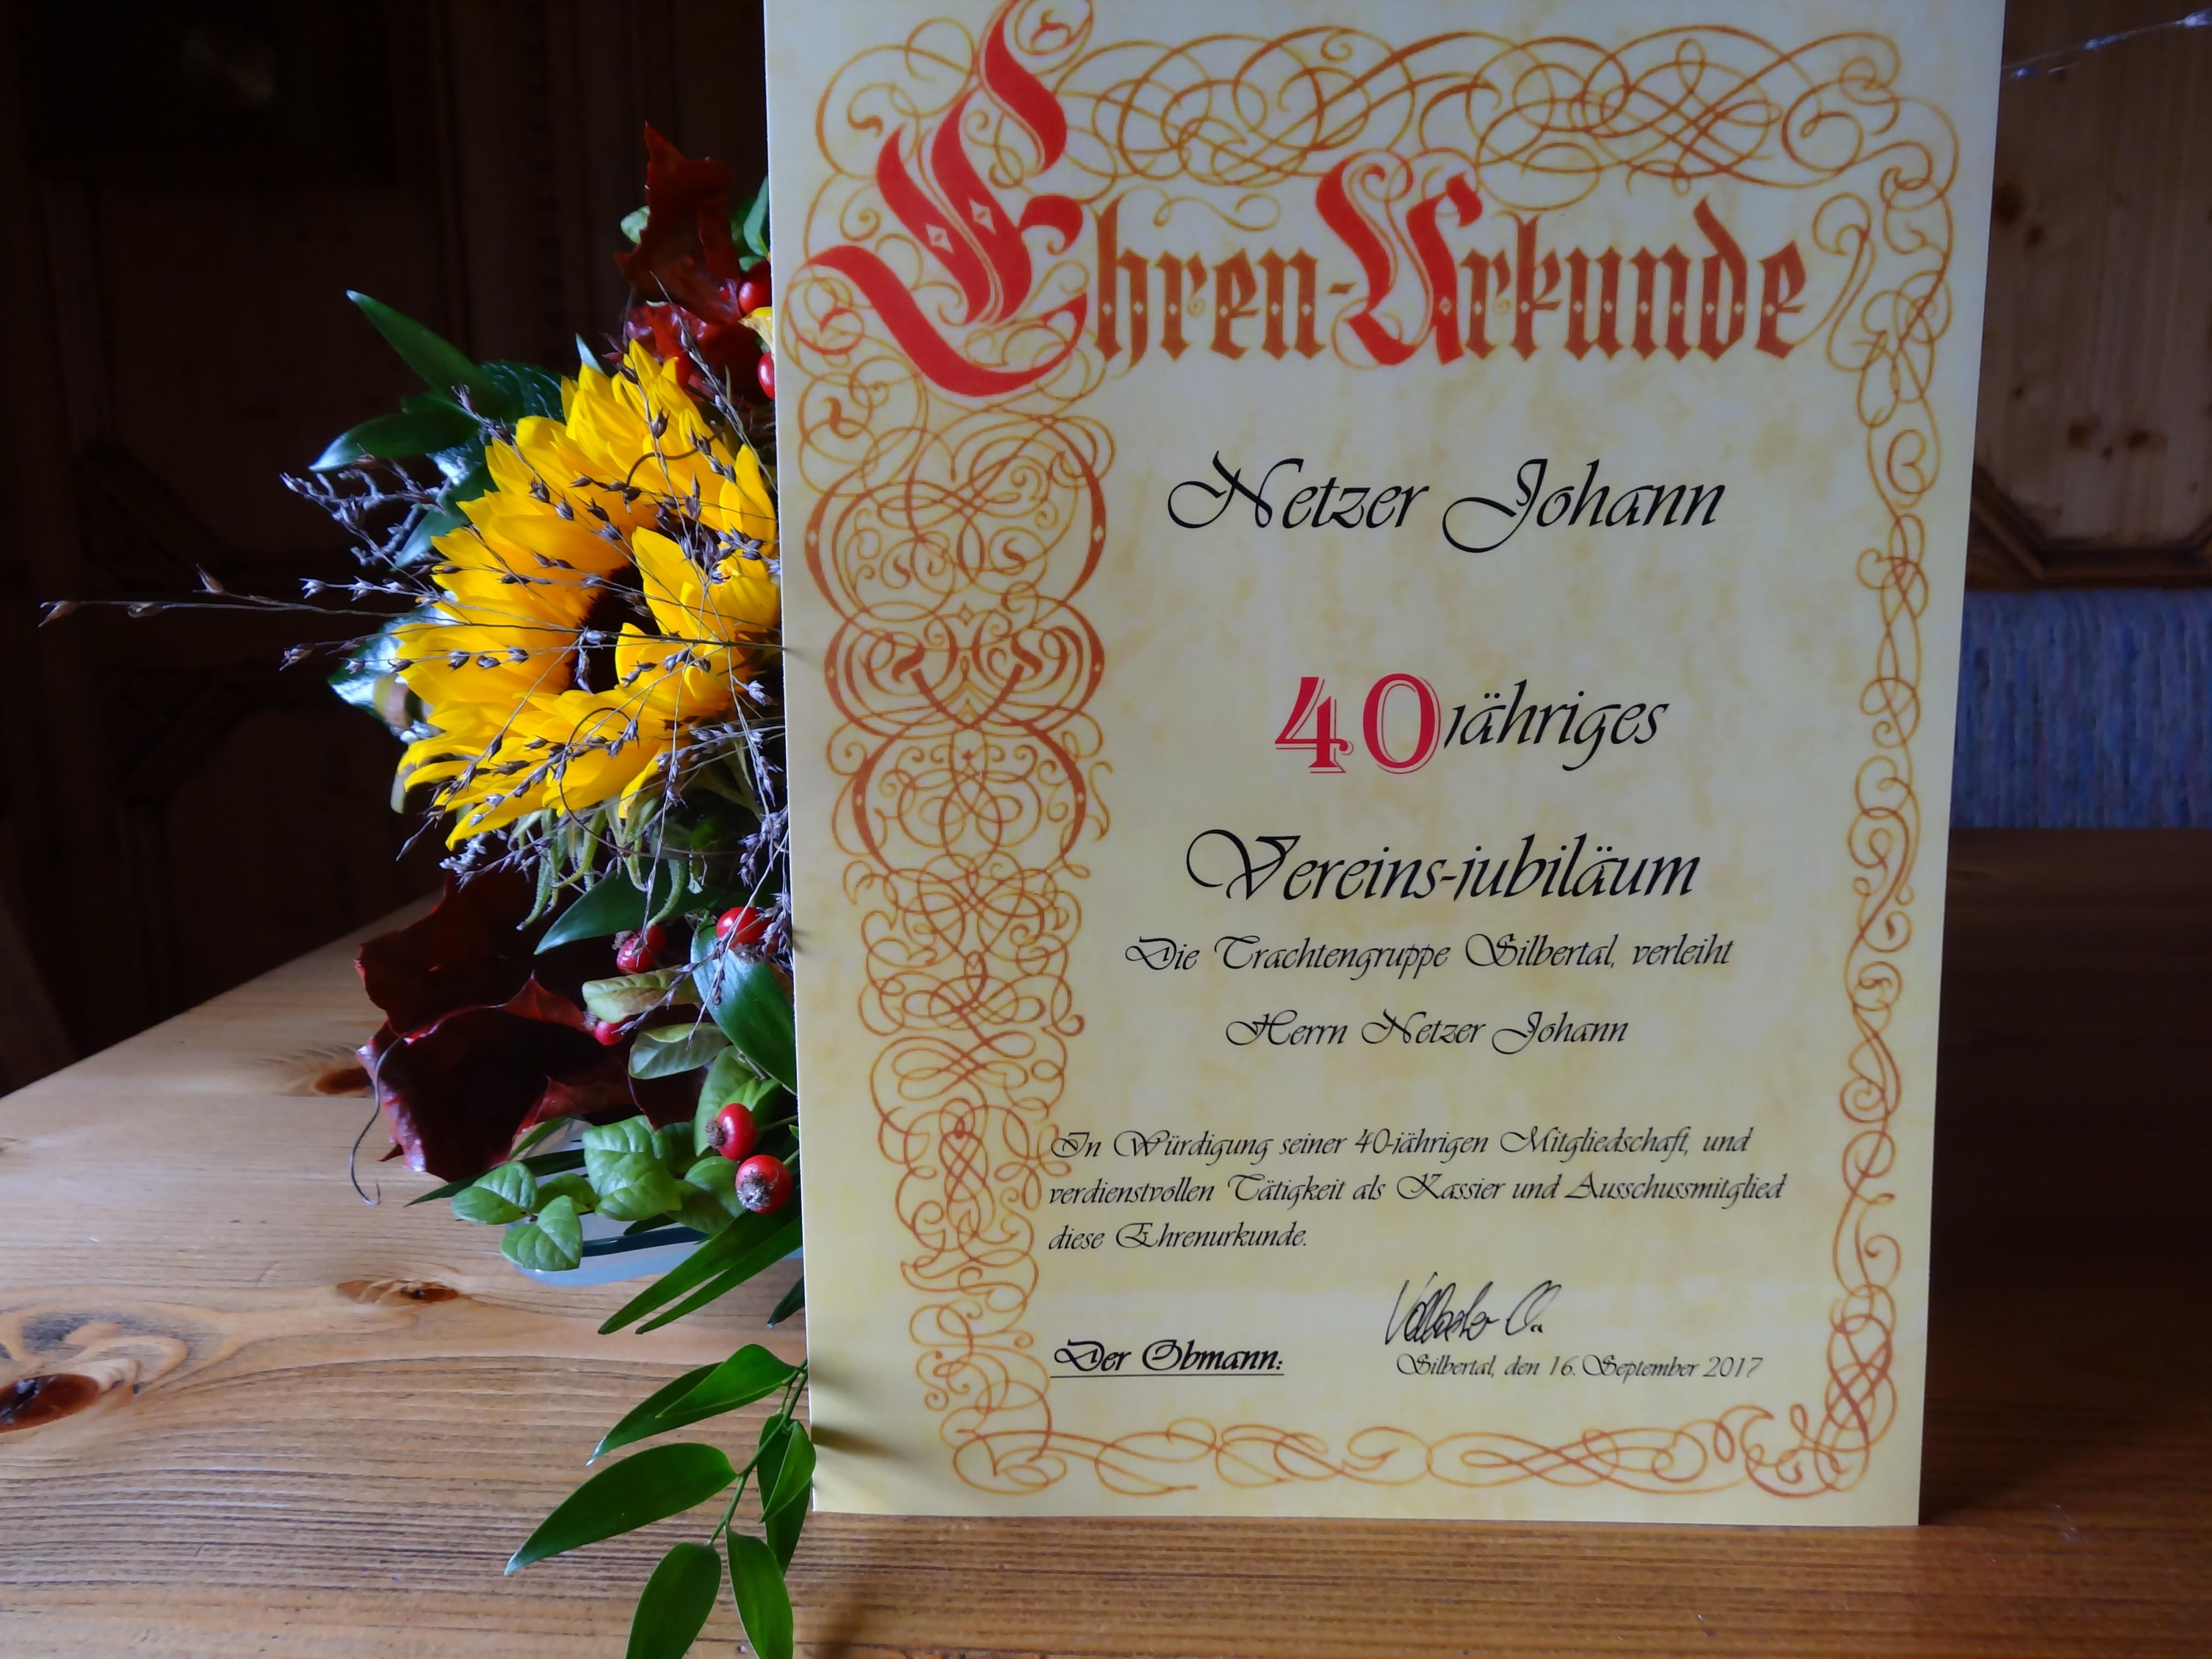 Ehren-Urkunde
Netzer Johann
40jähriges
Vereins-jubiläum
Die Trachtengruppe Silbertal, verleiht
Herrn Netzer Johann
In Würdigung seiner 40-jährigen Mitgliedschaft, und
verdienstvollen Tätigkeit als Kassier und Ausschussmitglied
diese Ehrenurkunde.
Der Obmann:
Silbertal, den 16. September 2017